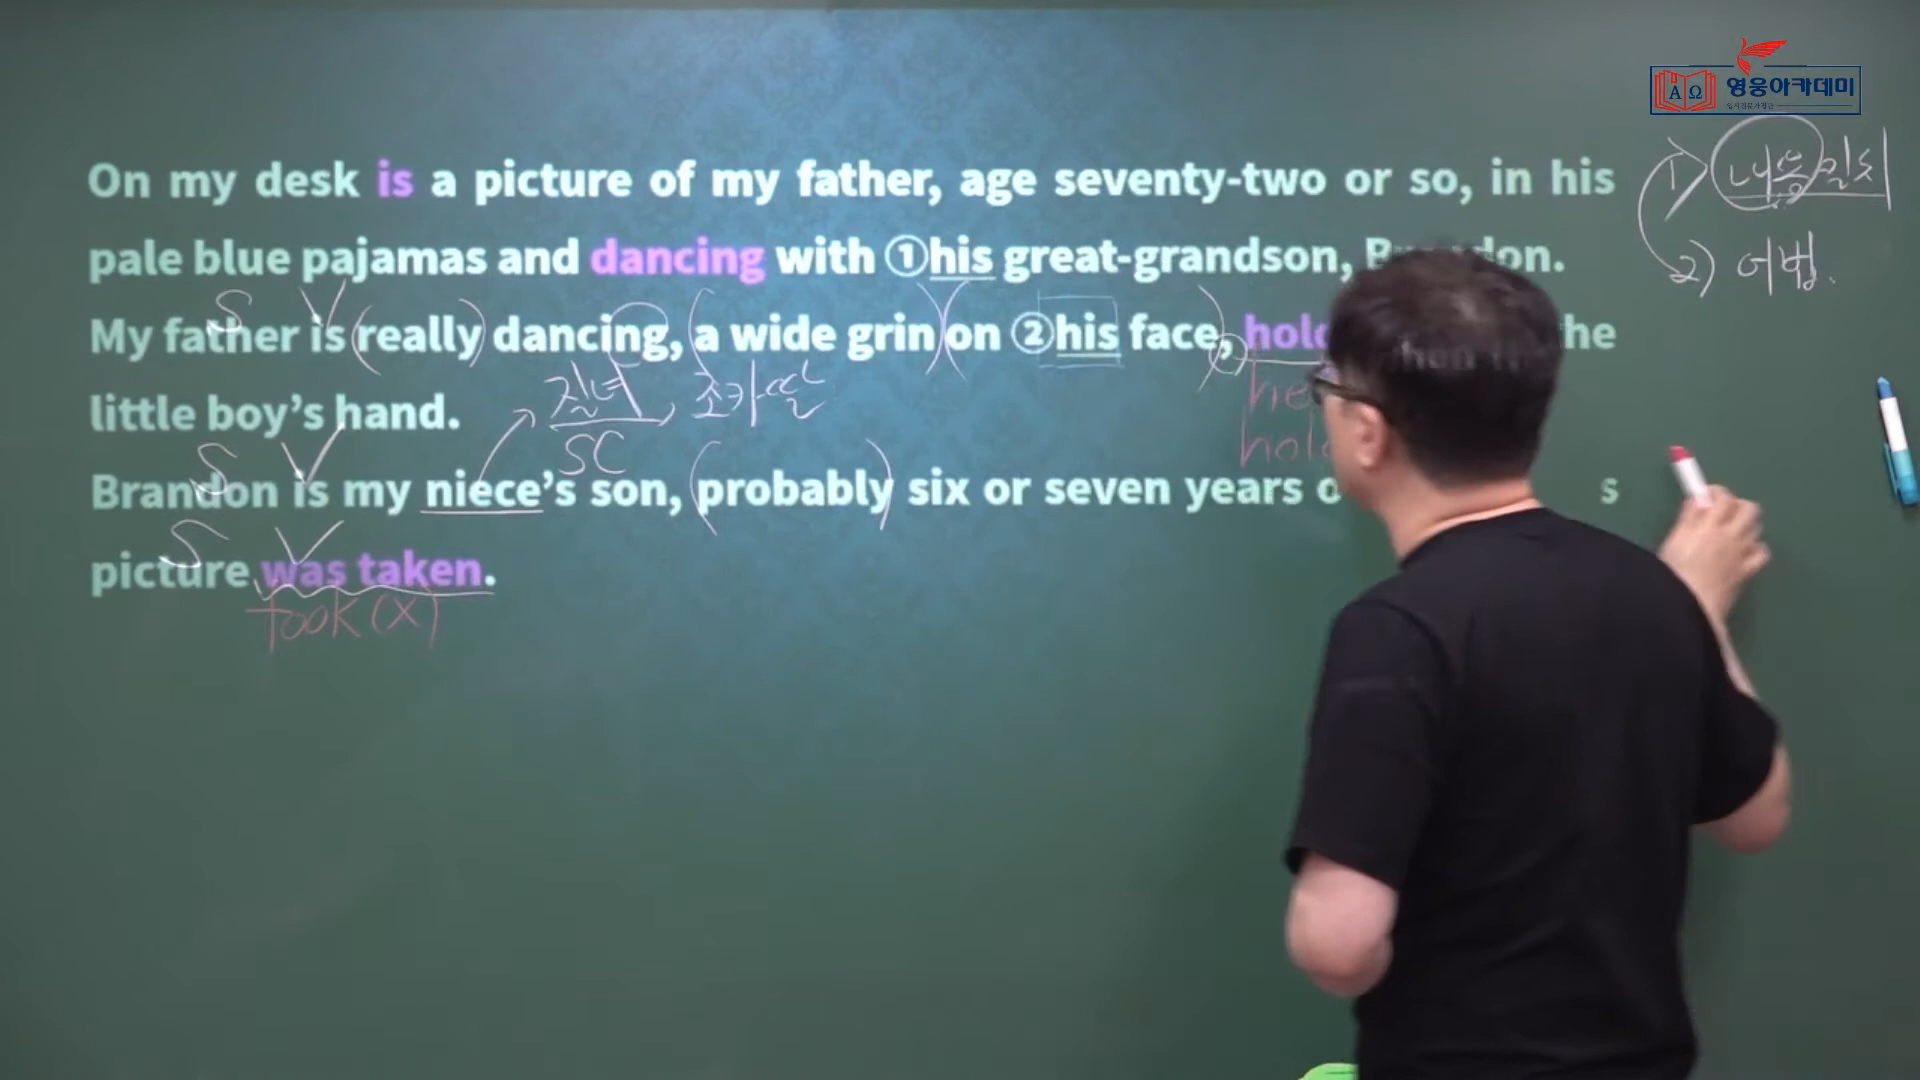 영웅아카데미
On my desk is a picture of my father, age seventy-two or so, in his
1) 내용일치
pale blue pajamas and dancing with ①his great-grandson, Brandon.
2) 어법.
S V
My father is (really) dancing, (a wide grin) (on ②his face), the
little boy's hand.
질녀, 조카딸
SC
S V
Brandon is my niece's son, (probably) six or seven years
S V
picture was taken.
took (X)